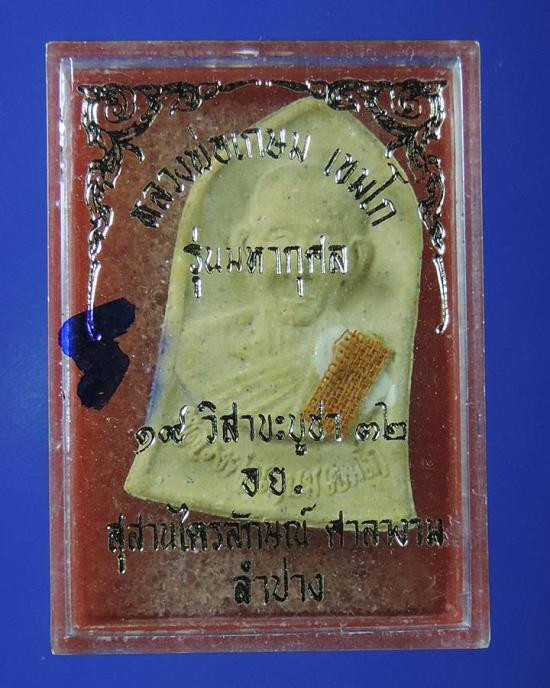 หลวงพ่อเกษม เขมโก
รุ่นมหากุศล
๑๙ วิสาขะบูชา ๓๒
จย.
สุสานไตรลักษณ์ ศาลางาม
ลำปาง